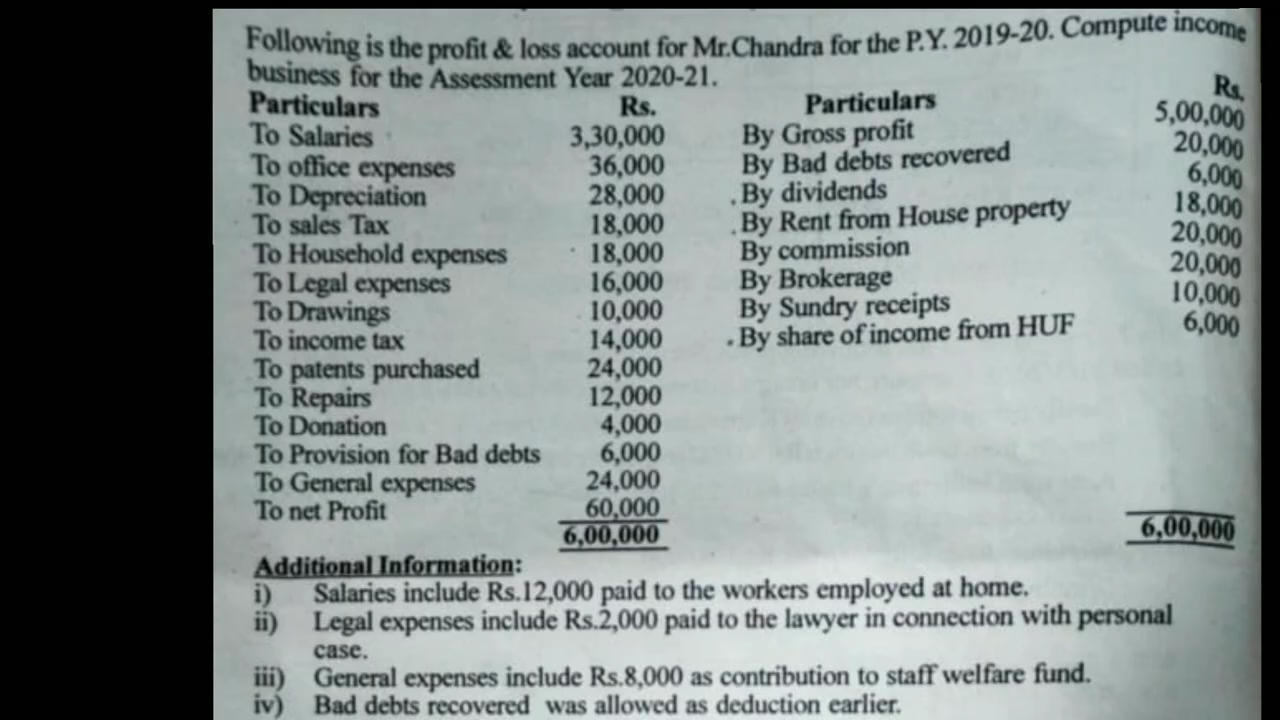 Following is the profit & loss account for Mr.Chandra for the P.Y. 2019-20. Compute income
business for the Assessment Year 2020-21.
Particulars Rs. Particulars Rs.
To Salaries 3,30,000 By Gross profit 5,00,000
To office expenses 36,000 By Bad debts recovered 20,000
To Depreciation 28,000 By dividends 6,000
To sales Tax 18,000 By Rent from House property 18,000
To Household expenses 18,000 By commission 20,000
To Legal expenses 16,000 By Brokerage 20,000
To Drawings 10,000 By Sundry receipts 10,000
To income tax 14,000 By share of income from HUF 6,000
To patents purchased 24,000
To Repairs 12,000
To Donation 4,000
To Provision for Bad debts 6,000
To General expenses 24,000
To net Profit 60,000
6,00,000 6,00,000
Additional Information:
i) Salaries include Rs.12,000 paid to the workers employed at home.
ii) Legal expenses include Rs.2,000 paid to the lawyer in connection with personal
case.
iii) General expenses include Rs.8,000 as contribution to staff welfare fund.
iv) Bad debts recovered was allowed as deduction earlier.